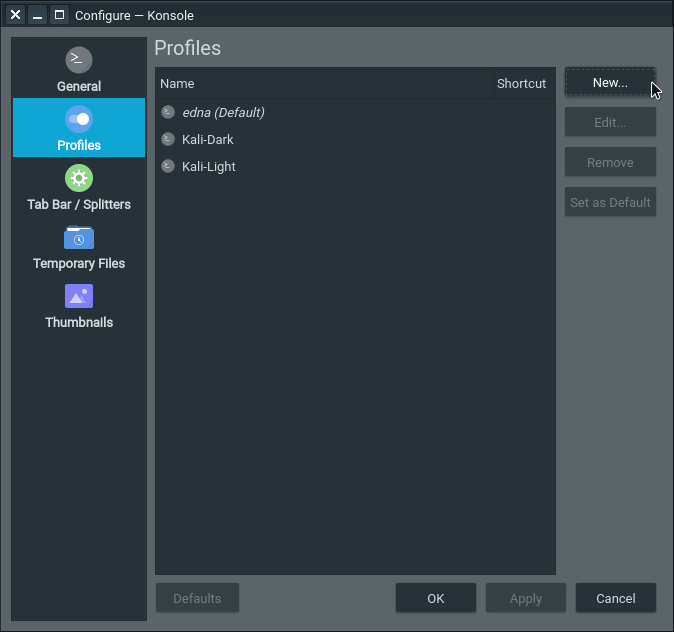 Configure — Konsole
General
Profiles
Tab Bar / Splitters
Temporary Files
Thumbnails
Profiles
Name Shortcut
edna (Default)
Kali-Dark
Kali-Light
New...
Edit...
Remove
Set as Default
Defaults OK Apply Cancel